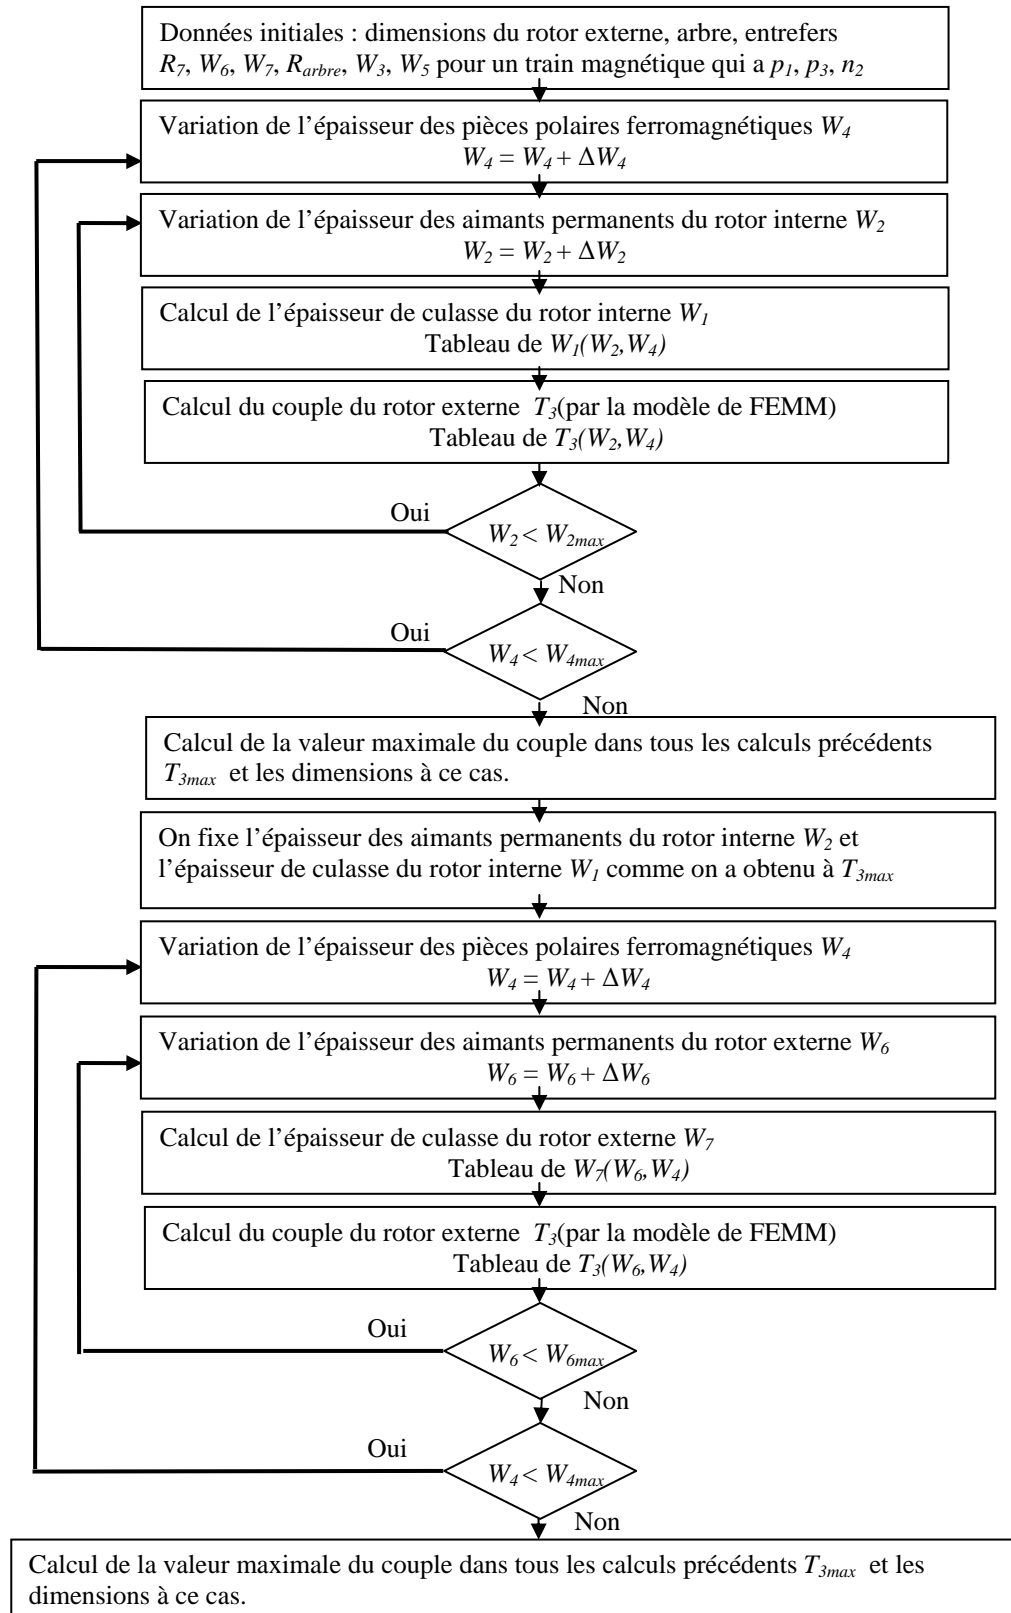 Données initiales : dimensions du rotor externe, arbre, entrefers
R7, W6, W7, Rarbre, W3, W5 pour un train magnétique qui a p1, p3, n2
Variation de l'épaisseur des pièces polaires ferromagnétiques W4
W4 = W4 + ΔW4
Variation de l'épaisseur des aimants permanents du rotor interne W2
W2 = W2 + ΔW2
Calcul de l'épaisseur de culasse du rotor interne W1
Tableau de W1(W2,W4)
Calcul du couple du rotor externe T3(par la modèle de FEMM)
Tableau de T3(W2,W4)
Oui
W2 < W2max
Non
Oui
W4 < W4max
Non
Calcul de la valeur maximale du couple dans tous les calculs précédents
T3max et les dimensions à ce cas.
On fixe l'épaisseur des aimants permanents du rotor interne W2 et
l'épaisseur de culasse du rotor interne W1 comme on a obtenu à T3max
Variation de l'épaisseur des pièces polaires ferromagnétiques W4
W4 = W4 + ΔW4
Variation de l'épaisseur des aimants permanents du rotor externe W6
W6 = W6 + ΔW6
Calcul de l'épaisseur de culasse du rotor externe W7
Tableau de W7(W6,W4)
Calcul du couple du rotor externe T3(par la modèle de FEMM)
Tableau de T3(W6,W4)
Oui
W6 < W6max
Non
Oui
W4 < W4max
Non
Calcul de la valeur maximale du couple dans tous les calculs précédents T3max et les
dimensions à ce cas.